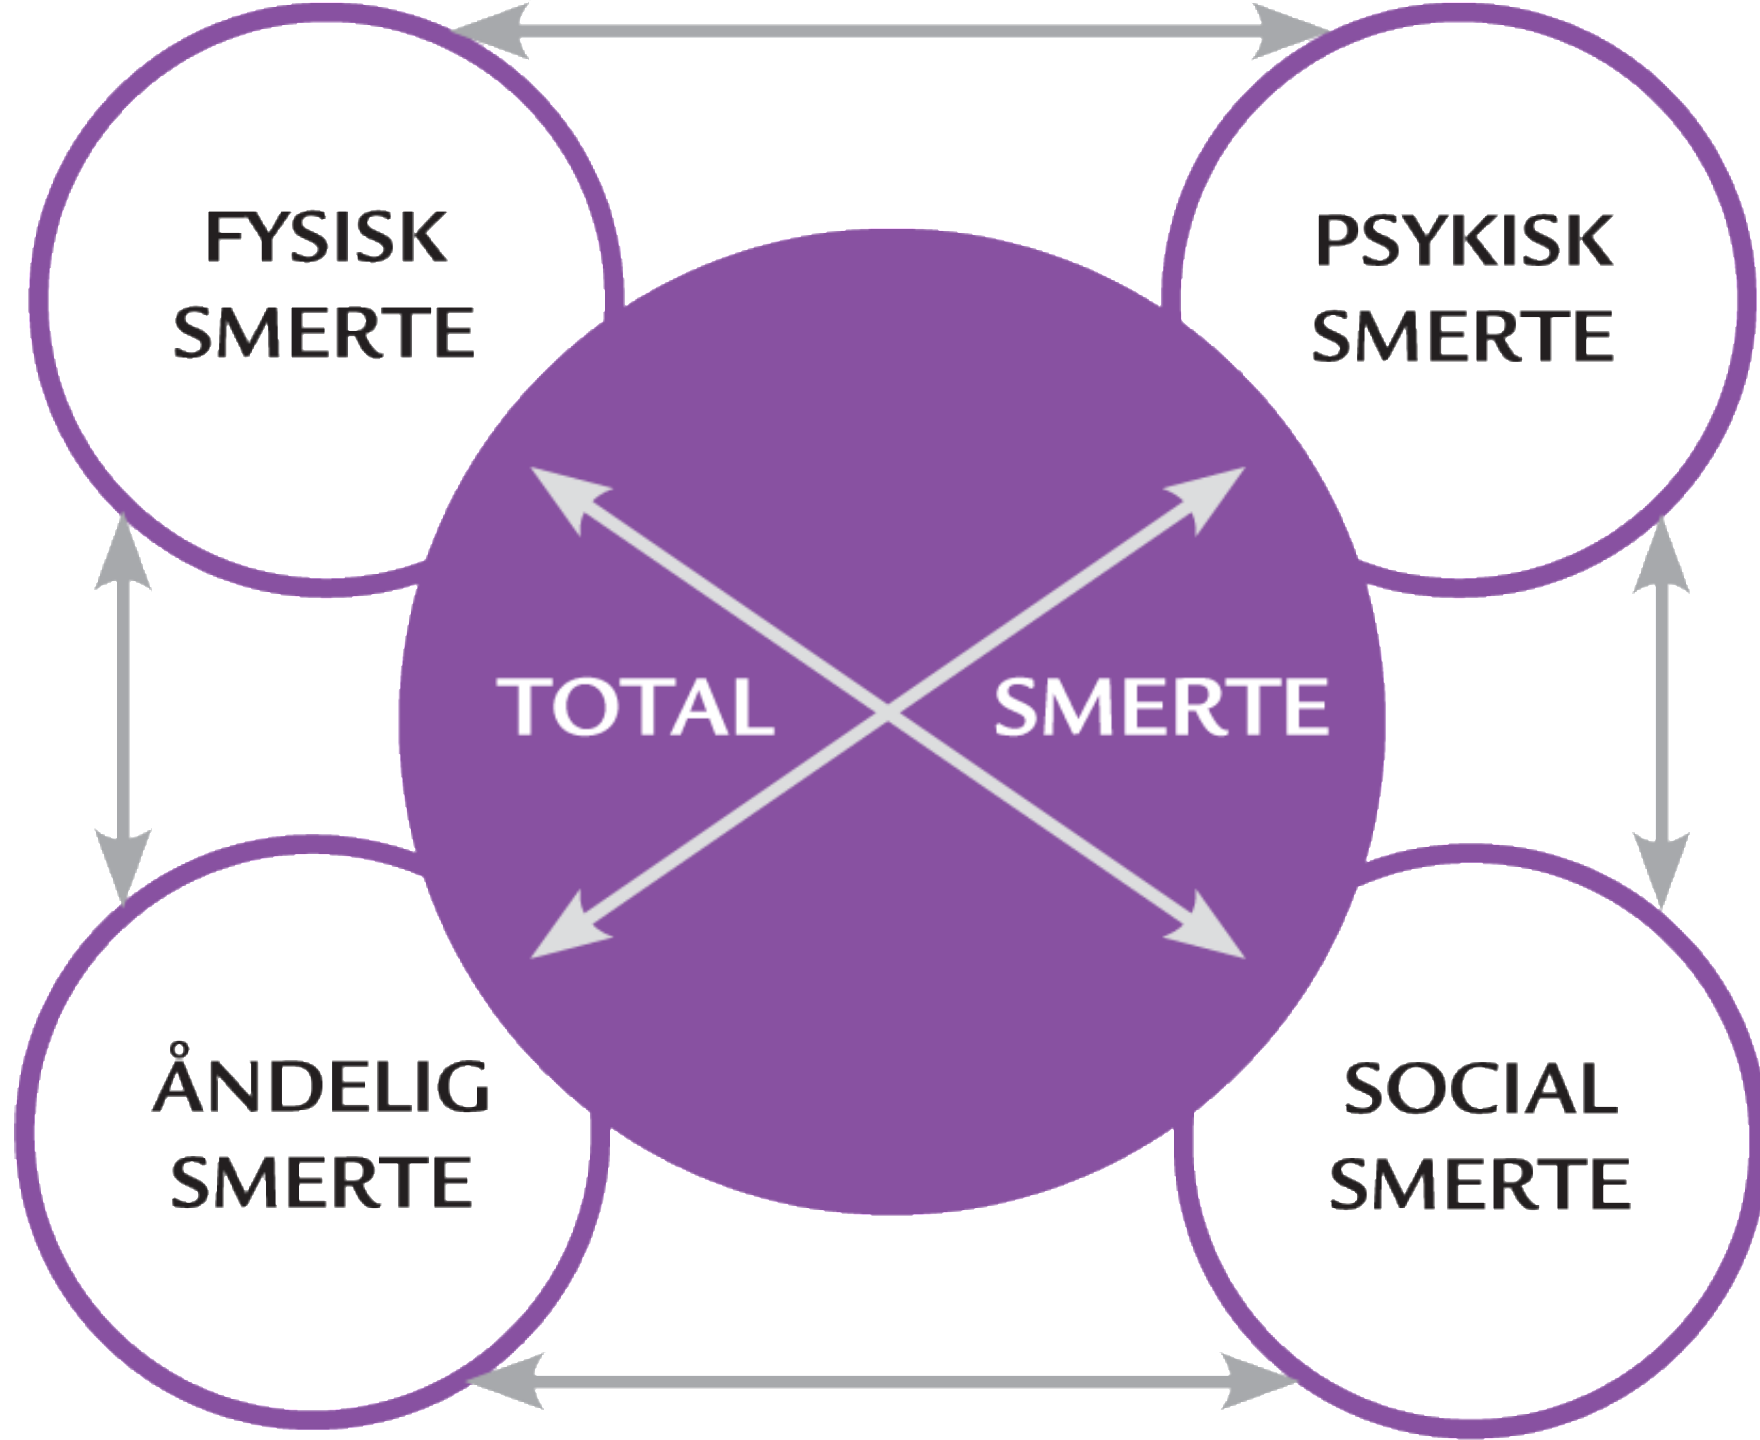 FYSISK
SMERTE
PSYKISK
SMERTE
TOTAL SMERTE
ÅNDELIG
SMERTE
SOCIAL
SMERTE